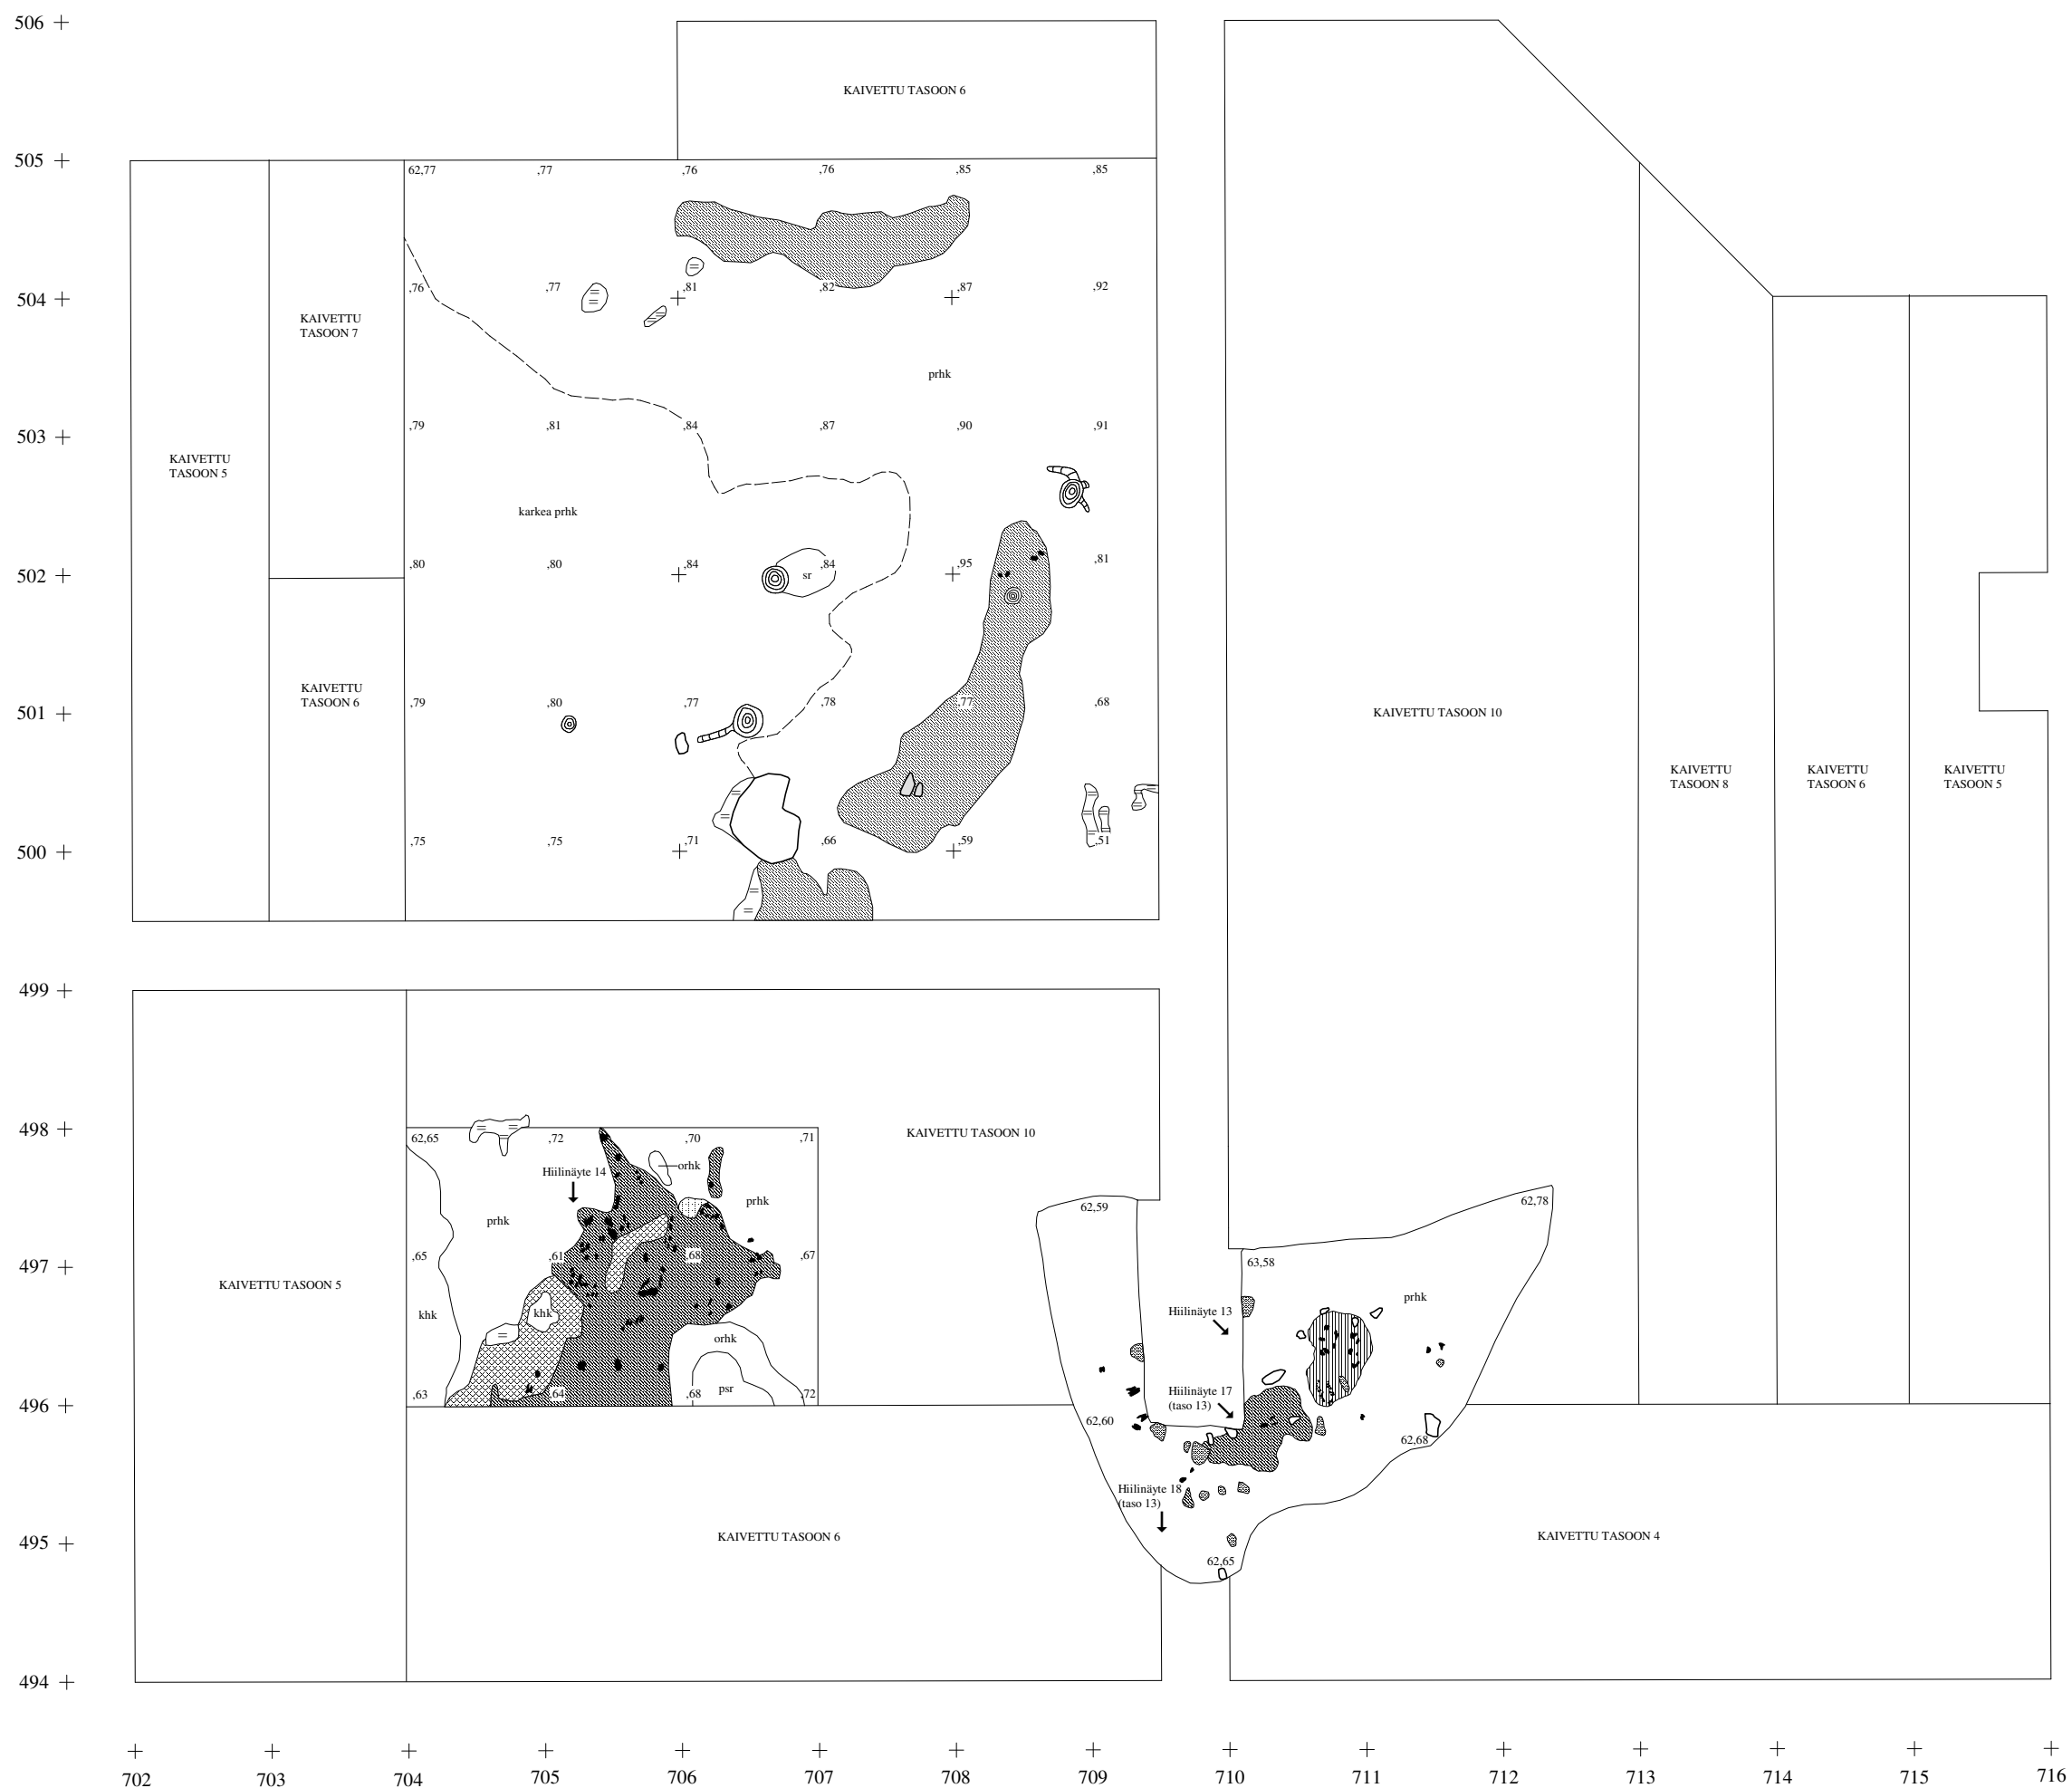 506
KAIVETTU TASOON 6
505
62,77 ,77 ,76 ,76 ,85 ,85
504
,76 ,77 ,81 ,82 ,87 ,92
KAIVETTU
TASOON 7
prhk
503
,79 ,81 ,84 ,87 ,90 ,91
KAIVETTU
TASOON 5
karkea prhk
502
,80 ,80 ,84 ,84 ,95 ,81
sr
KAIVETTU
TASOON 6
501
,79 ,80 ,77 ,78 ,77 ,68
KAIVETTU TASOON 10
KAIVETTU
TASOON 8
KAIVETTU
TASOON 6
KAIVETTU
TASOON 5
500
,75 ,75 ,71 ,66 ,59 ,51
499
498
62,65 ,72 ,70 ,71
KAIVETTU TASOON 10
Hiilinäyte 14
orhk
prhk
prhk
62,59
62,78
497
,65 ,61 ,68 ,67
63,58
KAIVETTU TASOON 5
khk
khk
Hiilinäyte 13
prhk
orhk
496
,63 ,64 ,68 psr ,72
Hiilinäyte 17
(taso 13)
62,60
62,68
Hiilinäyte 18
(taso 13)
495
KAIVETTU TASOON 6
KAIVETTU TASOON 4
62,65
494
702 703 704 705 706 707 708 709 710 711 712 713 714 715 716